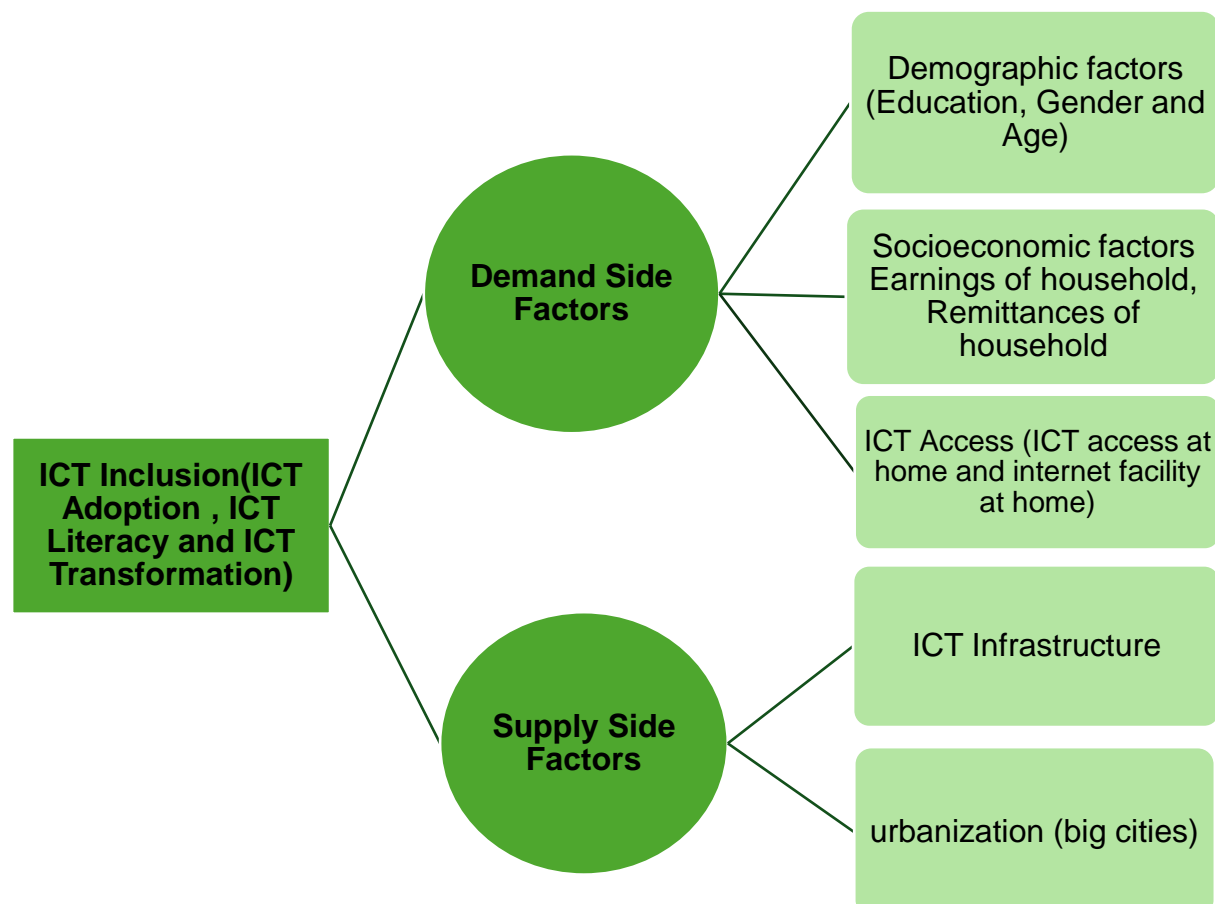 ICT Inclusion(ICT
Adoption , ICT
Literacy and ICT
Transformation)
Demand Side
Factors
Demographic factors
(Education, Gender and
Age)
Socioeconomic factors
Earnings of household,
Remittances of
household
ICT Access (ICT access at
home and internet facility
at home)
Supply Side
Factors
ICT Infrastructure
urbanization (big cities)